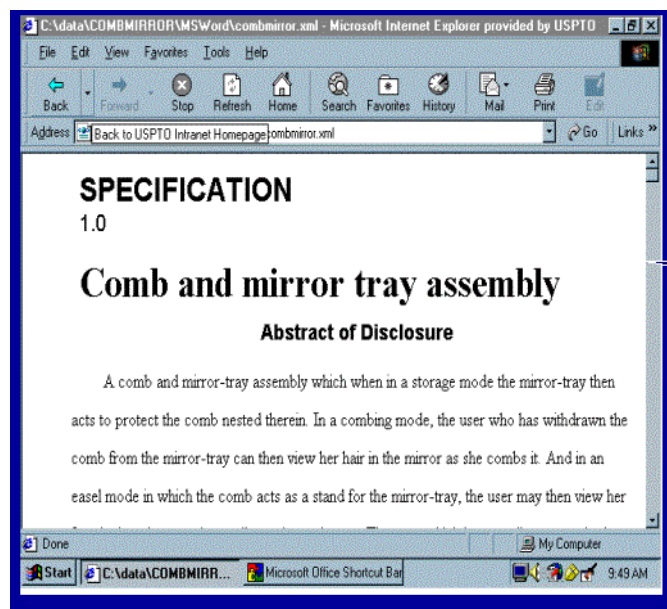 C:\data\COMBMIRROR\MSWord\combmirror.xml - Microsoft Internet Explorer provided by USPTO
File Edit View Favorites Tools Help
Back Forward Stop Refresh Home Search Favorites History Mail Print Edit
Address Back to USPTO Intranet Homepage combmirror.xml Go Links »
SPECIFICATION
1.0
Comb and mirror tray assembly
Abstract of Disclosure
A comb and mirror-tray assembly which when in a storage mode the mirror-tray then
acts to protect the comb nested therein. In a combing mode, the user who has withdrawn the
comb from the mirror-tray can then view her hair in the mirror as she combs it. And in an
easel mode in which the comb acts as a stand for the mirror-tray, the user may then view her
Done My Computer
Start C:\data\COMBMIRR... Microsoft Office Shortcut Bar 9:49 AM